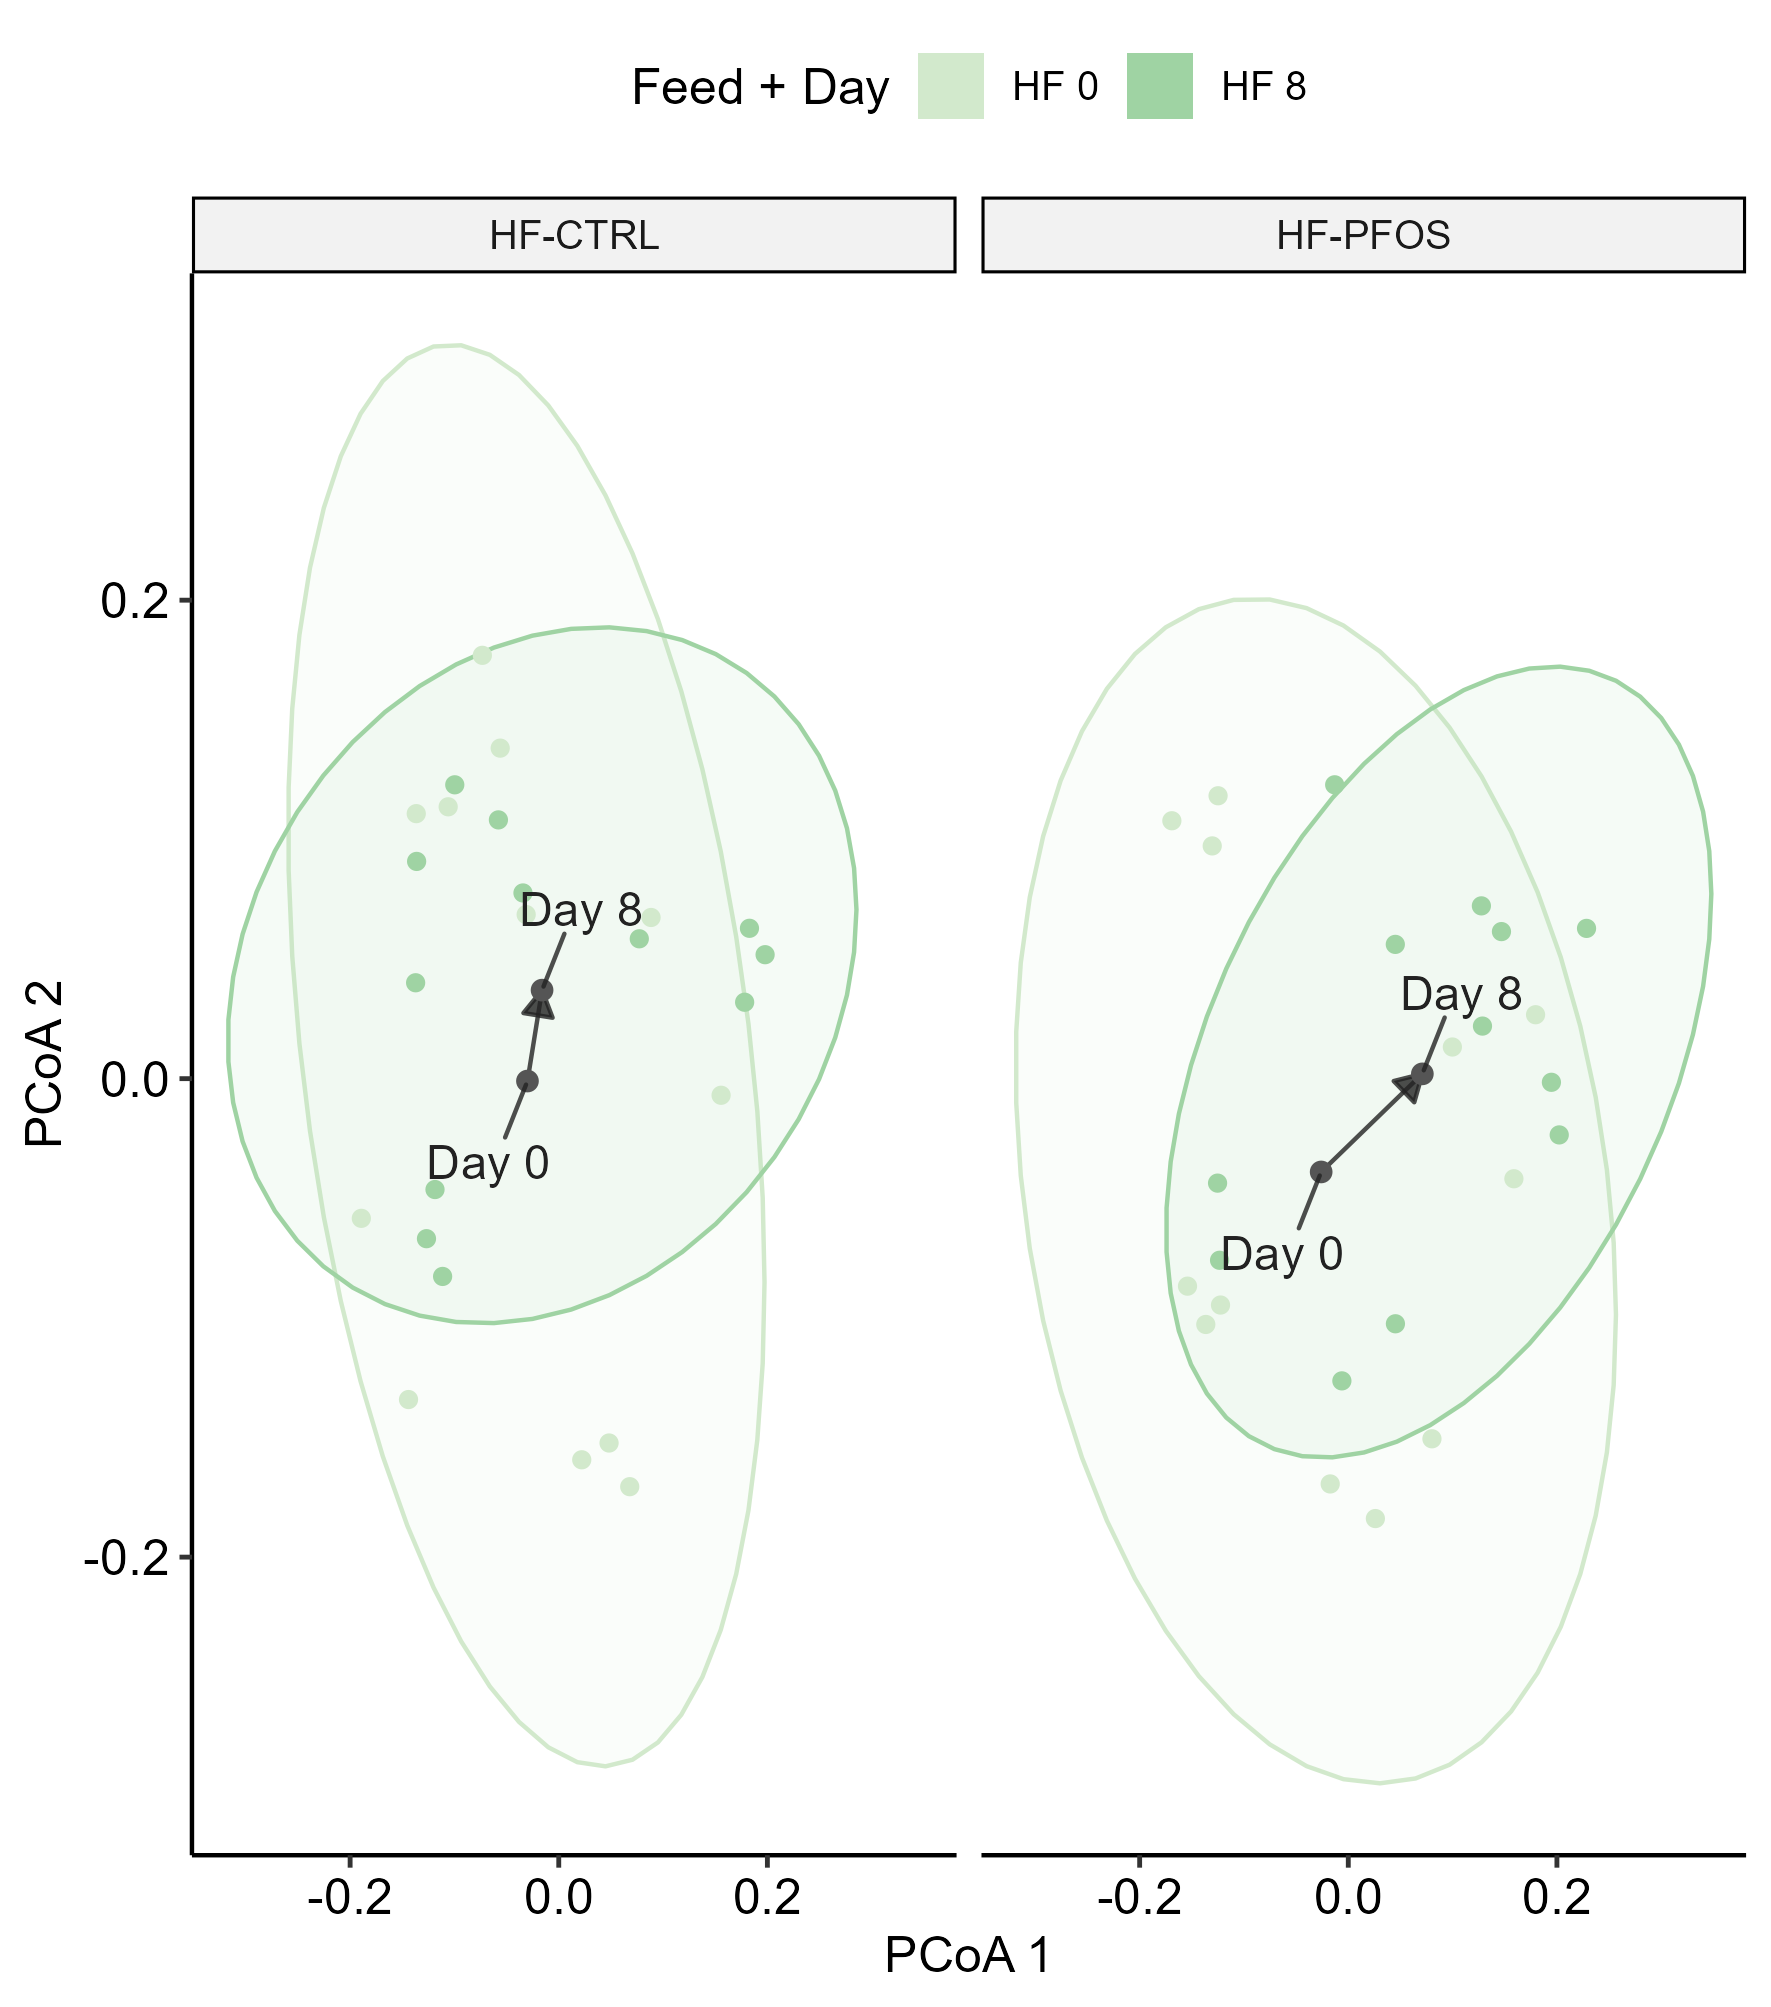 Feed + Day HF 0 HF 8
HF-CTRL HF-PFOS
0.2
Day 8
Day 8
PCoA 2
0.0
Day 0
Day 0
-0.2
-0.2 0.0 0.2 -0.2 0.0 0.2
PCoA 1